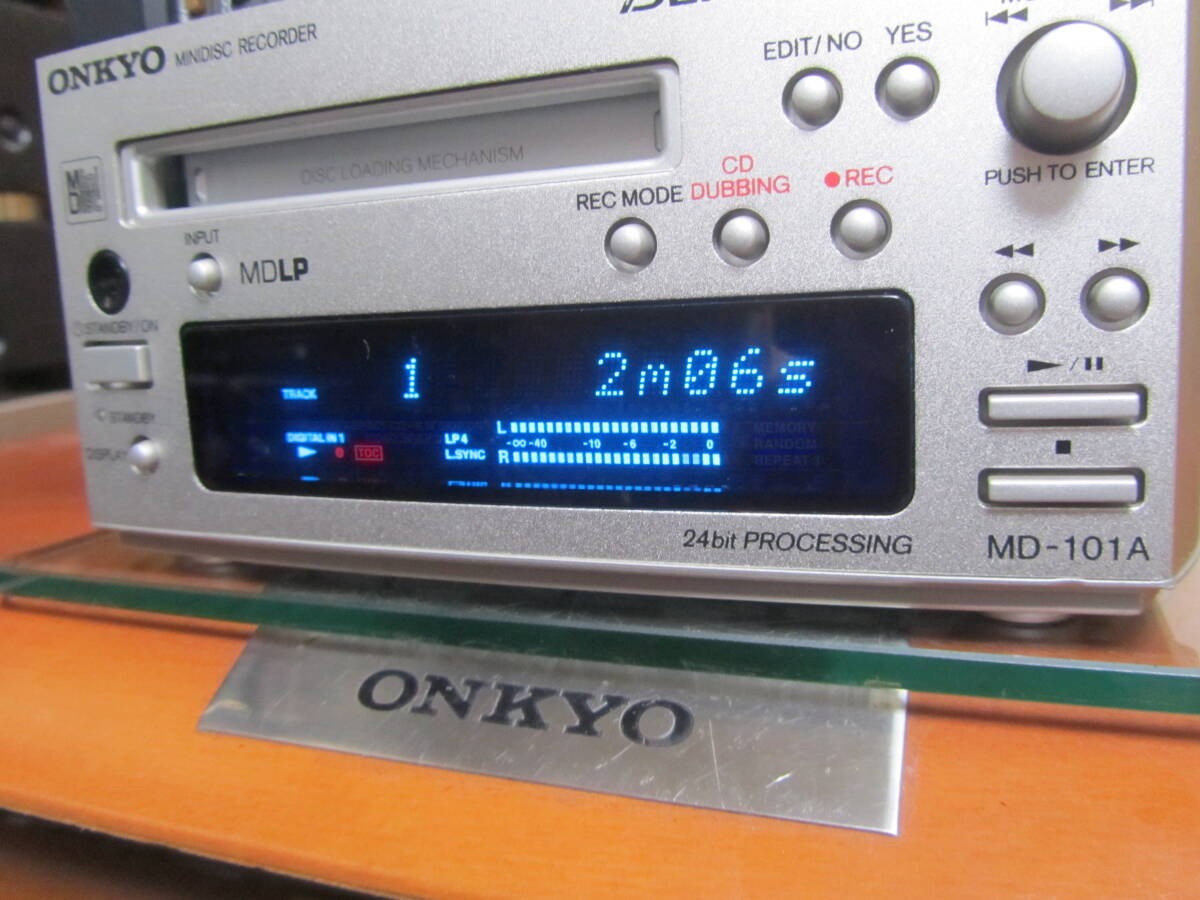 ONKYO MINIDISC RECORDER
EDIT/NO YES
DISC LOADING MECHANISM
MD
REC MODE
CD
DUBBING
●REC
PUSH TO ENTER
INPUT
MDLP
STANDBY/ON
STANDBY
DISPLAY
TRACK 1 2m06s
DIGITAL IN 1
TOC
LP4
L.SYNC
L
-∞ -40 -10 -6 -2 0
R
MEMORY
RANDOM
REPEAT 1
24bit PROCESSING
MD-101A
ONKYO